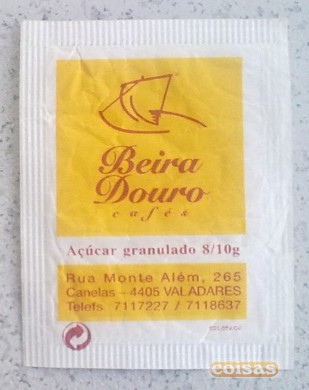 Beira
Douro
cafés
Açúcar granulado 8/10g
Rua Monte Além, 265
Canelas - 4405 VALADARES
Telefs 7117227 / 7118637
coisas